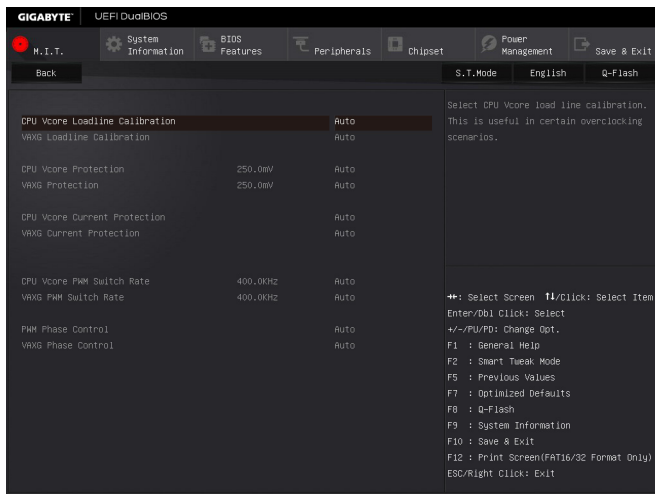 GIGABYTE™ UEFI DualBIOS
M.I.T.
System Information
BIOS Features
Peripherals
Chipset
Power Management
Save & Exit
Back
S.T.Mode English Q-Flash
CPU Vcore Loadline Calibration Auto
VAXG Loadline Calibration Auto
CPU Vcore Protection 250.0mV Auto
VAXG Protection 250.0mV Auto
CPU Vcore Current Protection Auto
VAXG Current Protection Auto
CPU Vcore PWM Switch Rate 400.0KHz Auto
VAXG PWM Switch Rate 400.0KHz Auto
PWM Phase Control Auto
VAXG Phase Control Auto
Select CPU Vcore load line calibration.
This is useful in certain overclocking
scenarios.
→←: Select Screen ↑↓/Click: Select Item
Enter/Dbl Click: Select
+/-/PU/PD: Change Opt.
F1 : General Help
F2 : Smart Tweak Mode
F5 : Previous Values
F7 : Optimized Defaults
F8 : Q-Flash
F9 : System Information
F10 : Save & Exit
F12 : Print Screen(FAT16/32 Format Only)
ESC/Right Click: Exit